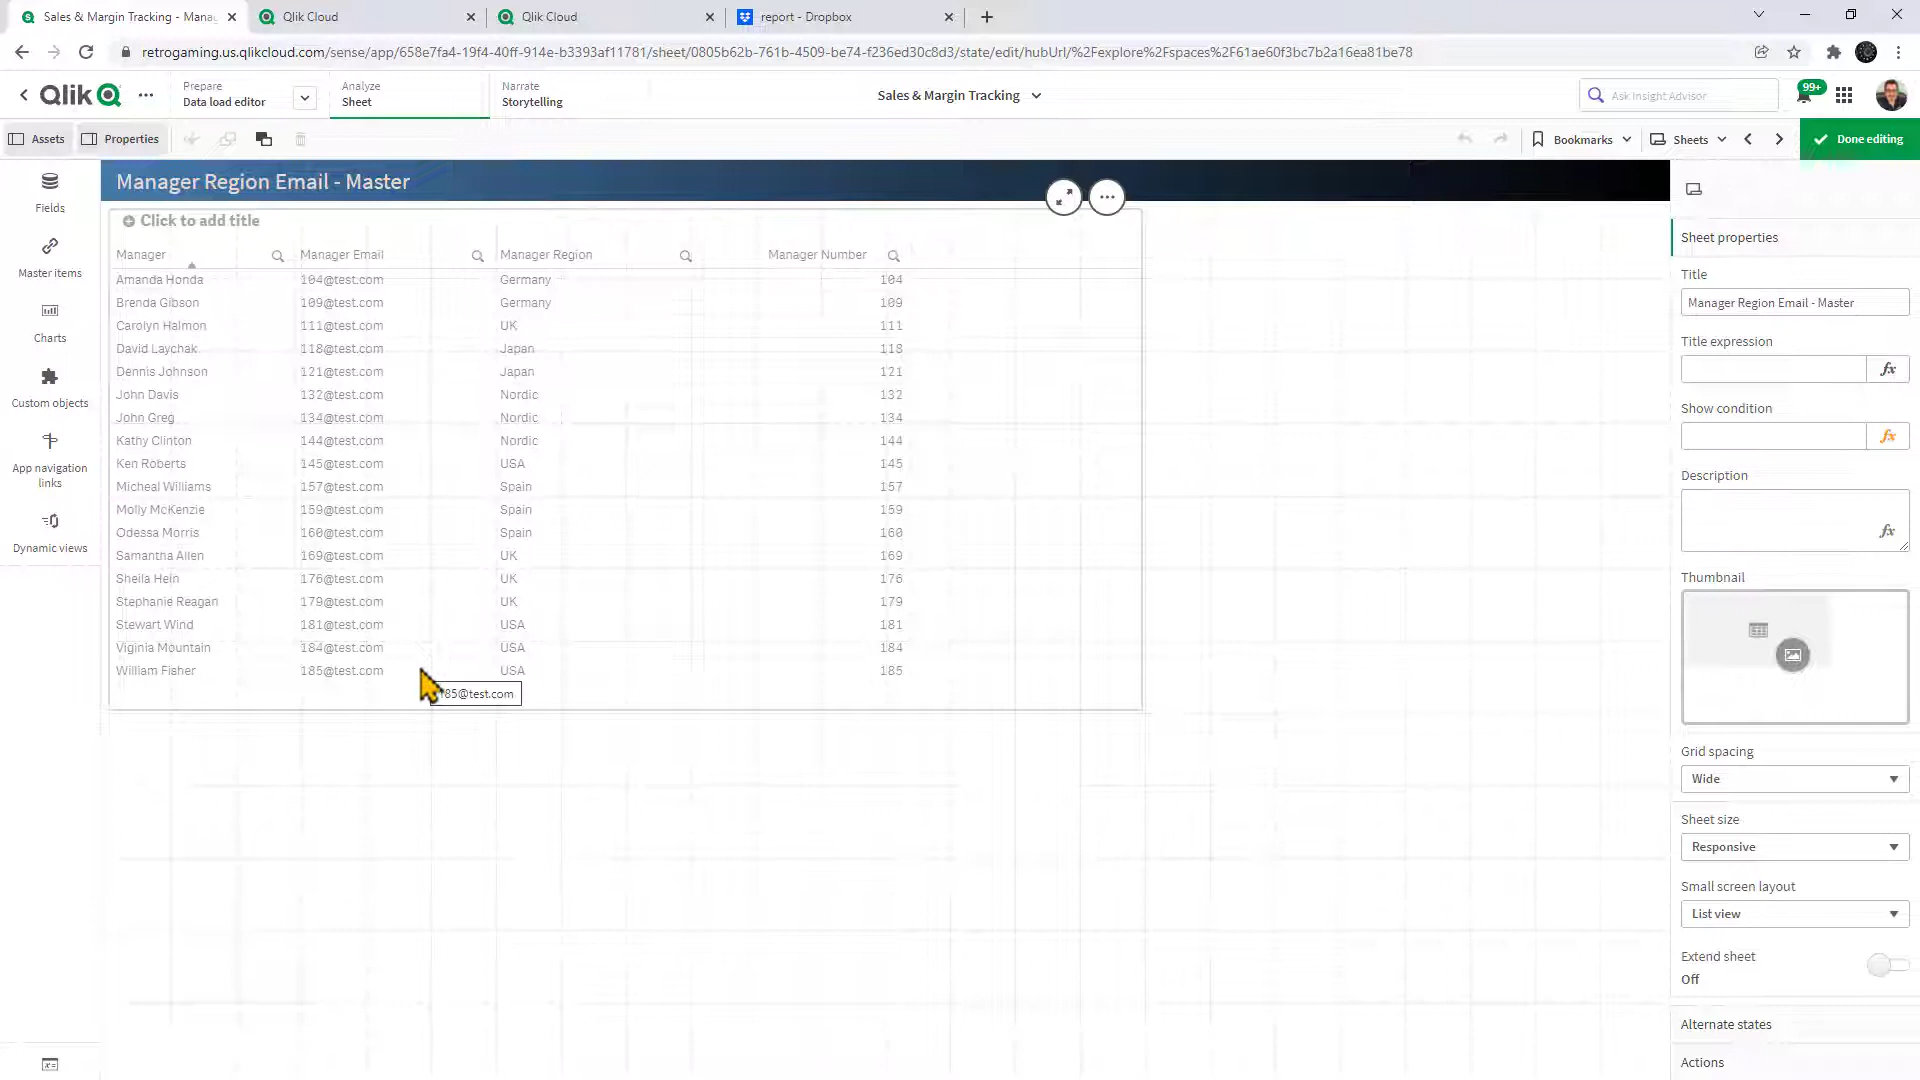 Sales & Margin Tracking - Mana
Qlik Cloud
Qlik Cloud
report - Dropbox
retrogaming.us.qlikcloud.com/sense/app/658e7fa4-19f4-40ff-914e-b3393af11781/sheet/0805b62b-761b-4509-be74-f236ed30c8d3/state/edit/hubUrl/%2Fexplore%2Fspaces%2F61ae60f3bc7b2a16ea81be78
Qlik
Prepare
Data load editor
Analyze
Sheet
Narrate
Storytelling
Sales & Margin Tracking
Ask Insight Advisor
99+
Assets
Properties
Bookmarks
Sheets
Done editing
Fields
Master items
Charts
Custom objects
App navigation
links
Dynamic views
Manager Region Email - Master
Click to add title
Manager Manager Email Manager Region Manager Number
Amanda Honda 104@test.com Germany 104
Brenda Gibson 109@test.com Germany 109
Carolyn Halmon 111@test.com UK 111
David Laychak 118@test.com Japan 118
Dennis Johnson 121@test.com Japan 121
John Davis 132@test.com Nordic 132
John Greg 134@test.com Nordic 134
Kathy Clinton 144@test.com Nordic 144
Ken Roberts 145@test.com USA 145
Micheal Williams 157@test.com Spain 157
Molly McKenzie 159@test.com Spain 159
Odessa Morris 160@test.com Spain 160
Samantha Allen 169@test.com UK 169
Sheila Hein 176@test.com UK 176
Stephanie Reagan 179@test.com UK 179
Stewart Wind 181@test.com USA 181
Viginia Mountain 184@test.com USA 184
William Fisher 185@test.com USA 185
85@test.com
Sheet properties
Title
Manager Region Email - Master
Title expression
fx
Show condition
fx
Description
fx
Thumbnail
Grid spacing
Wide
Sheet size
Responsive
Small screen layout
List view
Extend sheet
Off
Alternate states
Actions